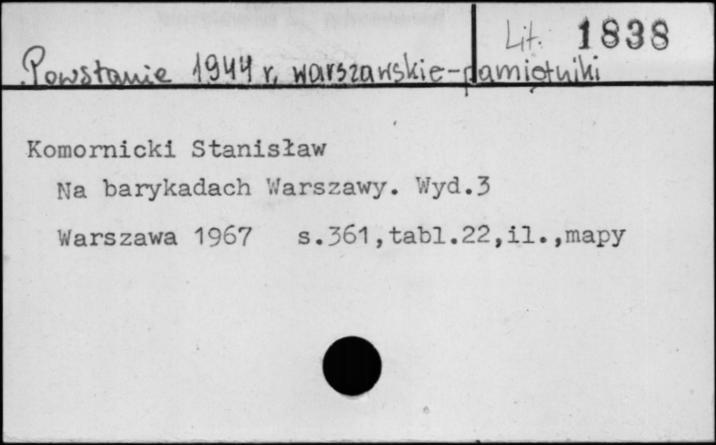 Lit. 1838
Powstanie 1944 r. warszawskie-pamiętniki
Komornicki Stanisław
Na barykadach Warszawy. Wyd.3
Warszawa 1967 s.361,tabl.22,il.,mapy